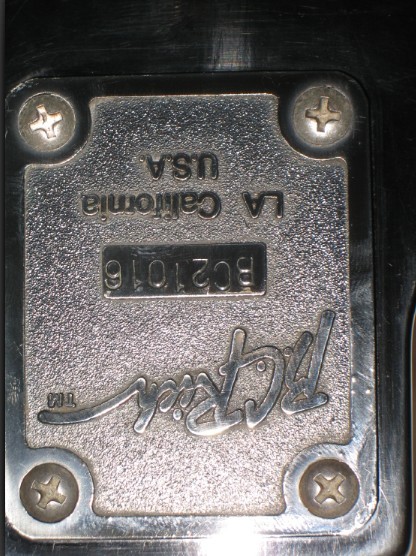 B.C. Rich TM
BC21016
LA California
U.S.A